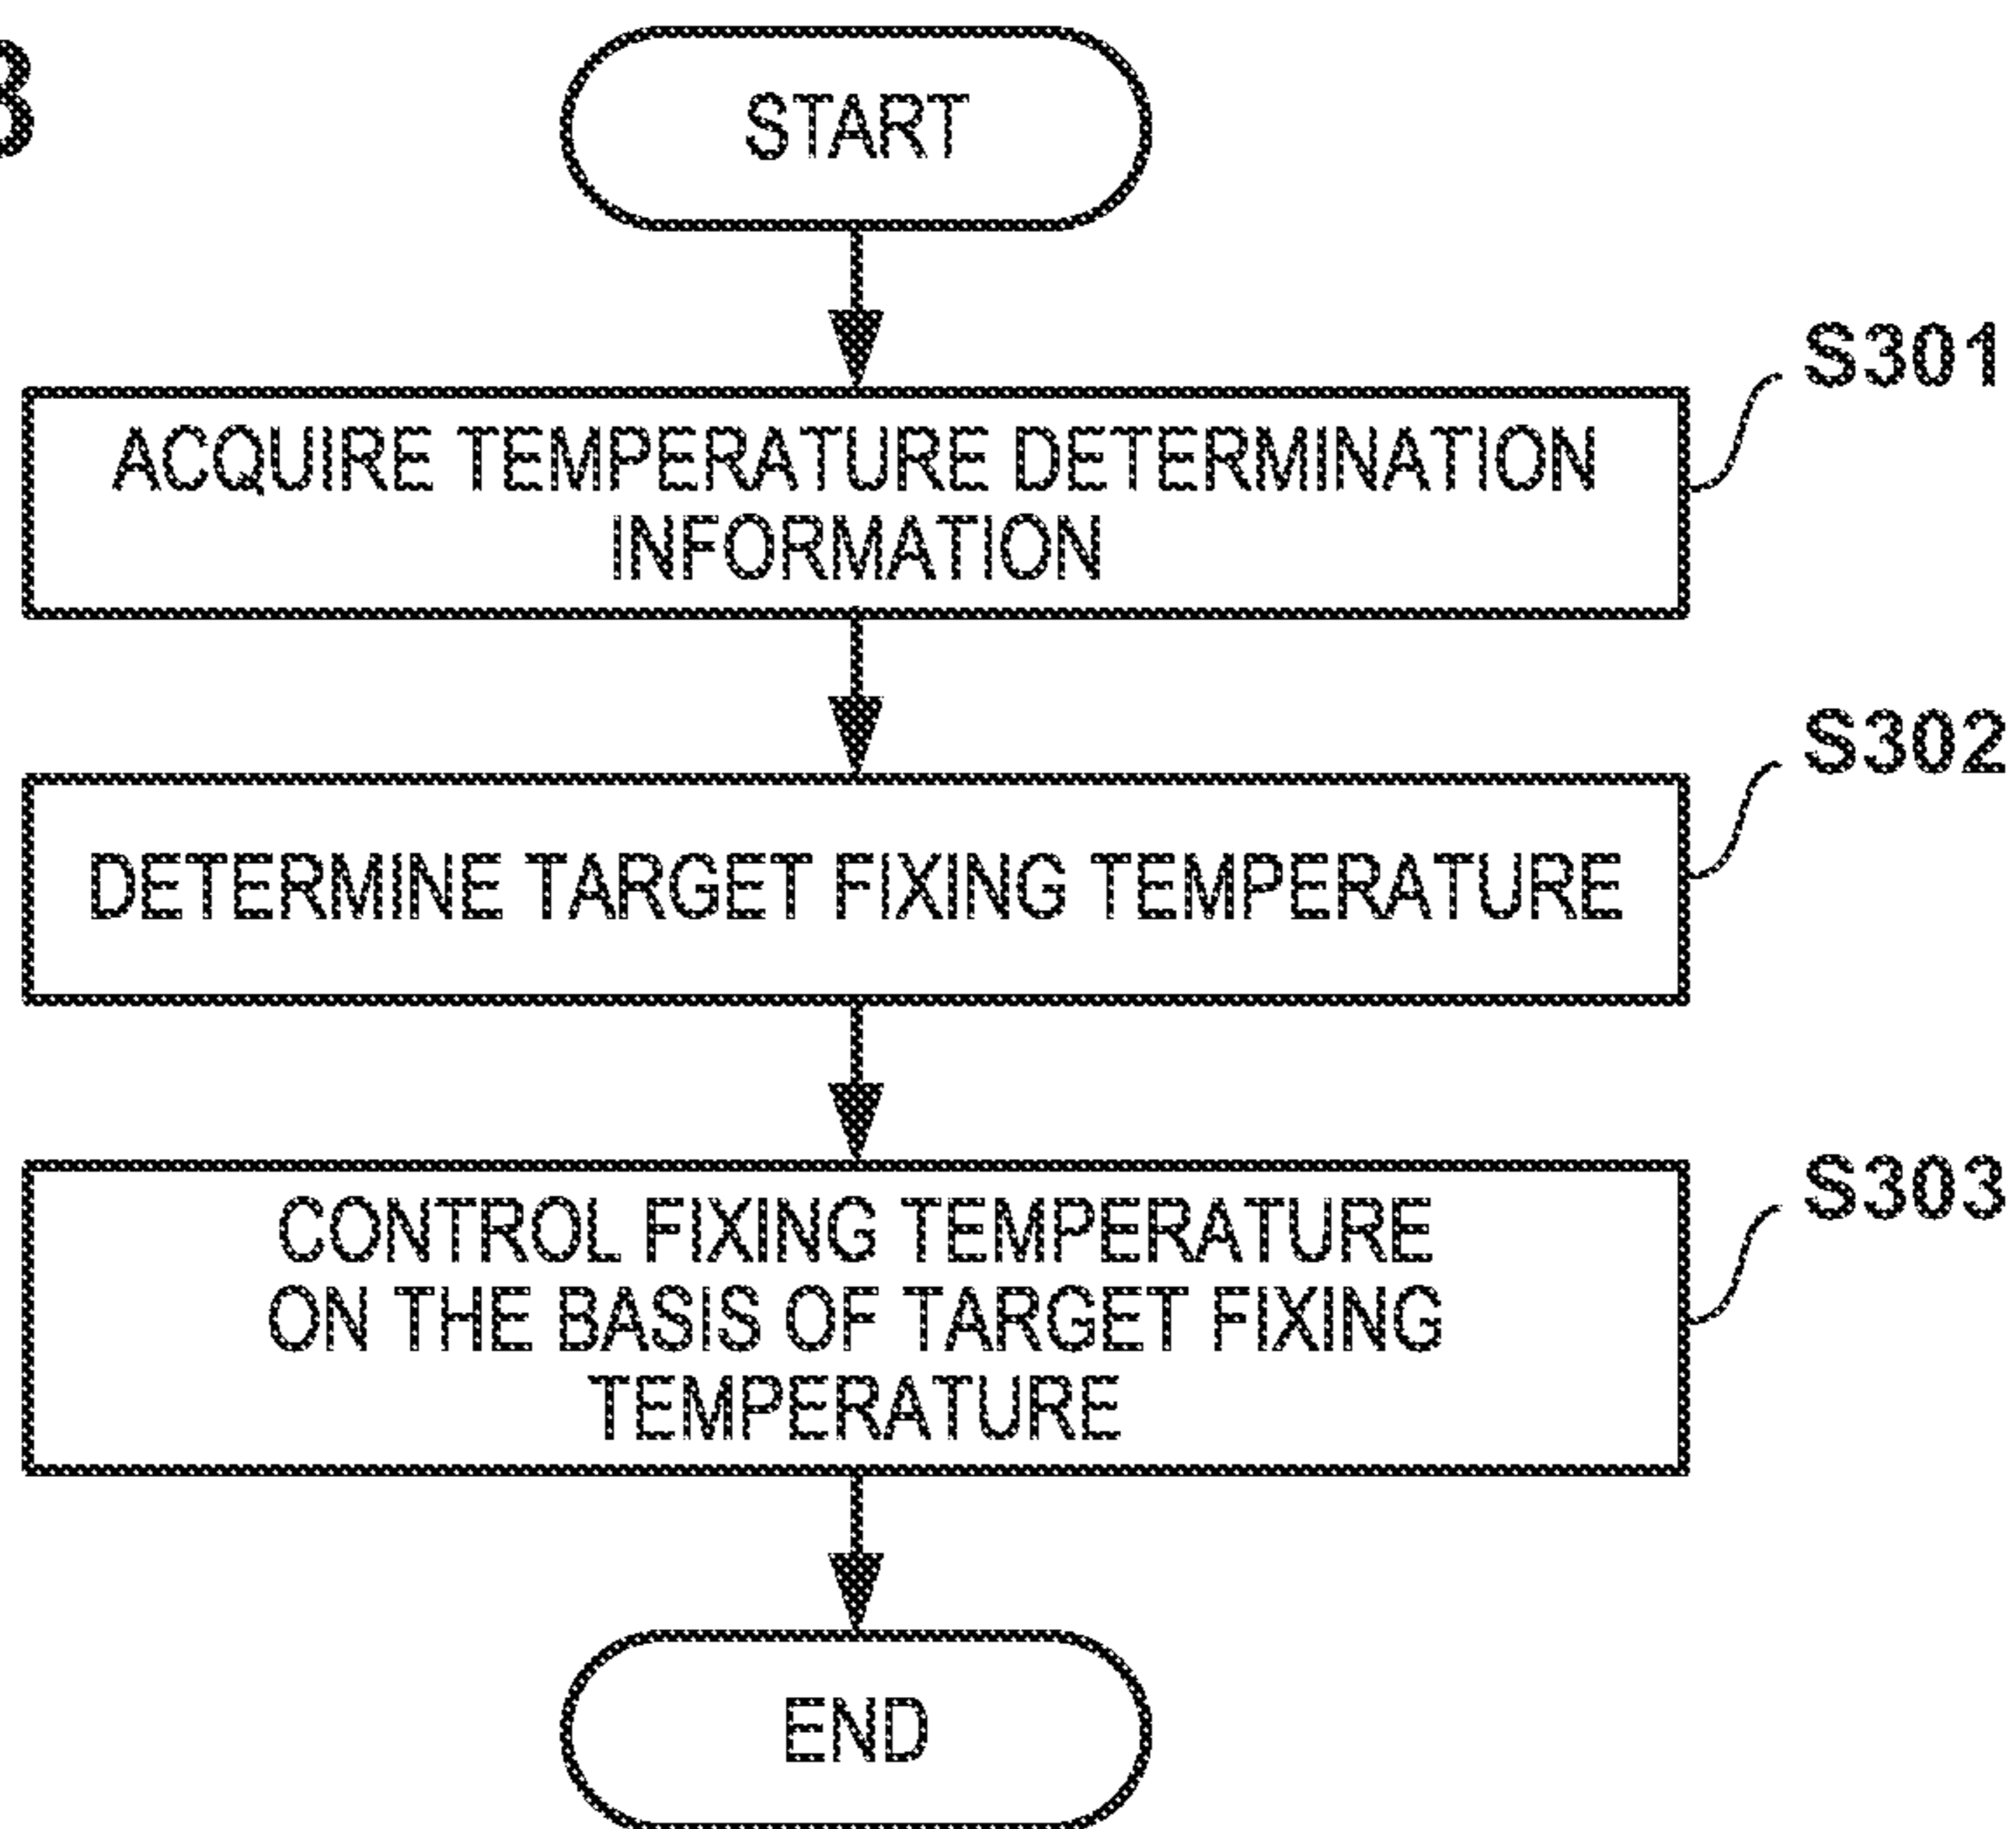 3
START
S301
ACQUIRE TEMPERATURE DETERMINATION
INFORMATION
S302
DETERMINE TARGET FIXING TEMPERATURE
S303
CONTROL FIXING TEMPERATURE
ON THE BASIS OF TARGET FIXING
TEMPERATURE
END